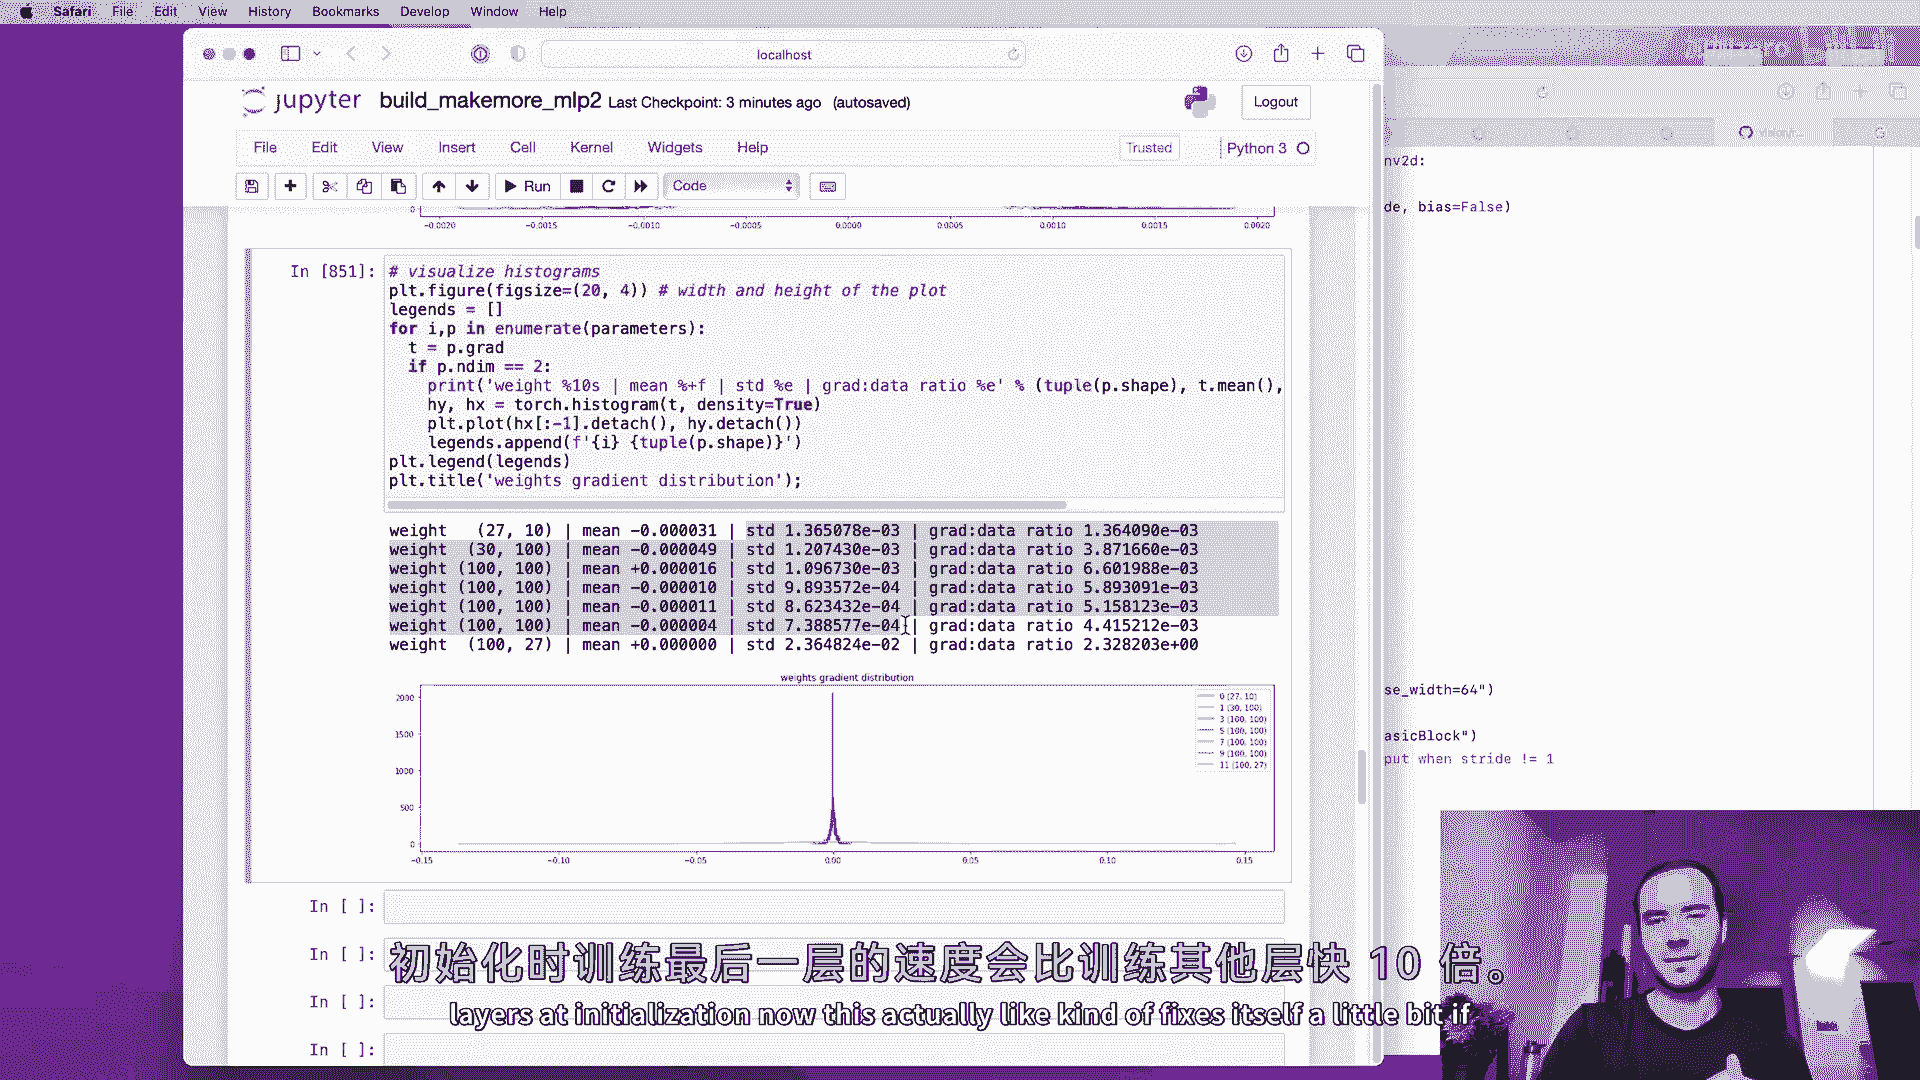 Safari File Edit View History Bookmarks Develop Window Help
localhost
jupyter build_makemore_mlp2 Last Checkpoint: 3 minutes ago (autosaved)
Logout
File Edit View Insert Cell Kernel Widgets Help
Trusted
Python 3
Run
Code
0
-0.0020 -0.0015 -0.0010 -0.0005 0.0000 0.0005 0.0010 0.0015 0.0020
In [851]:
# visualize histograms
plt.figure(figsize=(20, 4)) # width and height of the plot
legends = []
for i,p in enumerate(parameters):
t = p.grad
if p.ndim == 2:
print('weight %10s | mean %+f | std %e | grad:data ratio %e' % (tuple(p.shape), t.mean(),
hy, hx = torch.histogram(t, density=True)
plt.plot(hx[:-1].detach(), hy.detach())
legends.append(f'{i} {tuple(p.shape)}')
plt.legend(legends)
plt.title('weights gradient distribution');
weight (27, 10) | mean -0.000031 | std 1.365078e-03 | grad:data ratio 1.364090e-03
weight (30, 100) | mean -0.000049 | std 1.207430e-03 | grad:data ratio 3.871660e-03
weight (100, 100) | mean +0.000016 | std 1.096730e-03 | grad:data ratio 6.601988e-03
weight (100, 100) | mean -0.000010 | std 9.893572e-04 | grad:data ratio 5.893091e-03
weight (100, 100) | mean -0.000011 | std 8.623432e-04 | grad:data ratio 5.158123e-03
weight (100, 100) | mean -0.000004 | std 7.388577e-04 | grad:data ratio 4.415212e-03
weight (100, 27) | mean +0.000000 | std 2.364824e-02 | grad:data ratio 2.328203e+00
weights gradient distribution
2000
1500
1000
500
0
-0.15 -0.10 -0.05 0.00 0.05 0.10 0.15
0 (27, 10)
1 (30, 100)
3 (100, 100)
5 (100, 100)
7 (100, 100)
9 (100, 100)
11 (100, 27)
In [ ]:
In [ ]:
In [ ]:
In [ ]:
nv2d:
de, bias=False)
se_width=64")
asicBlock")
put when stride != 1
初始化时训练最后一层的速度会比训练其他层快 10 倍。
layers at initialization now this actually like kind of fixes itself a little bit if